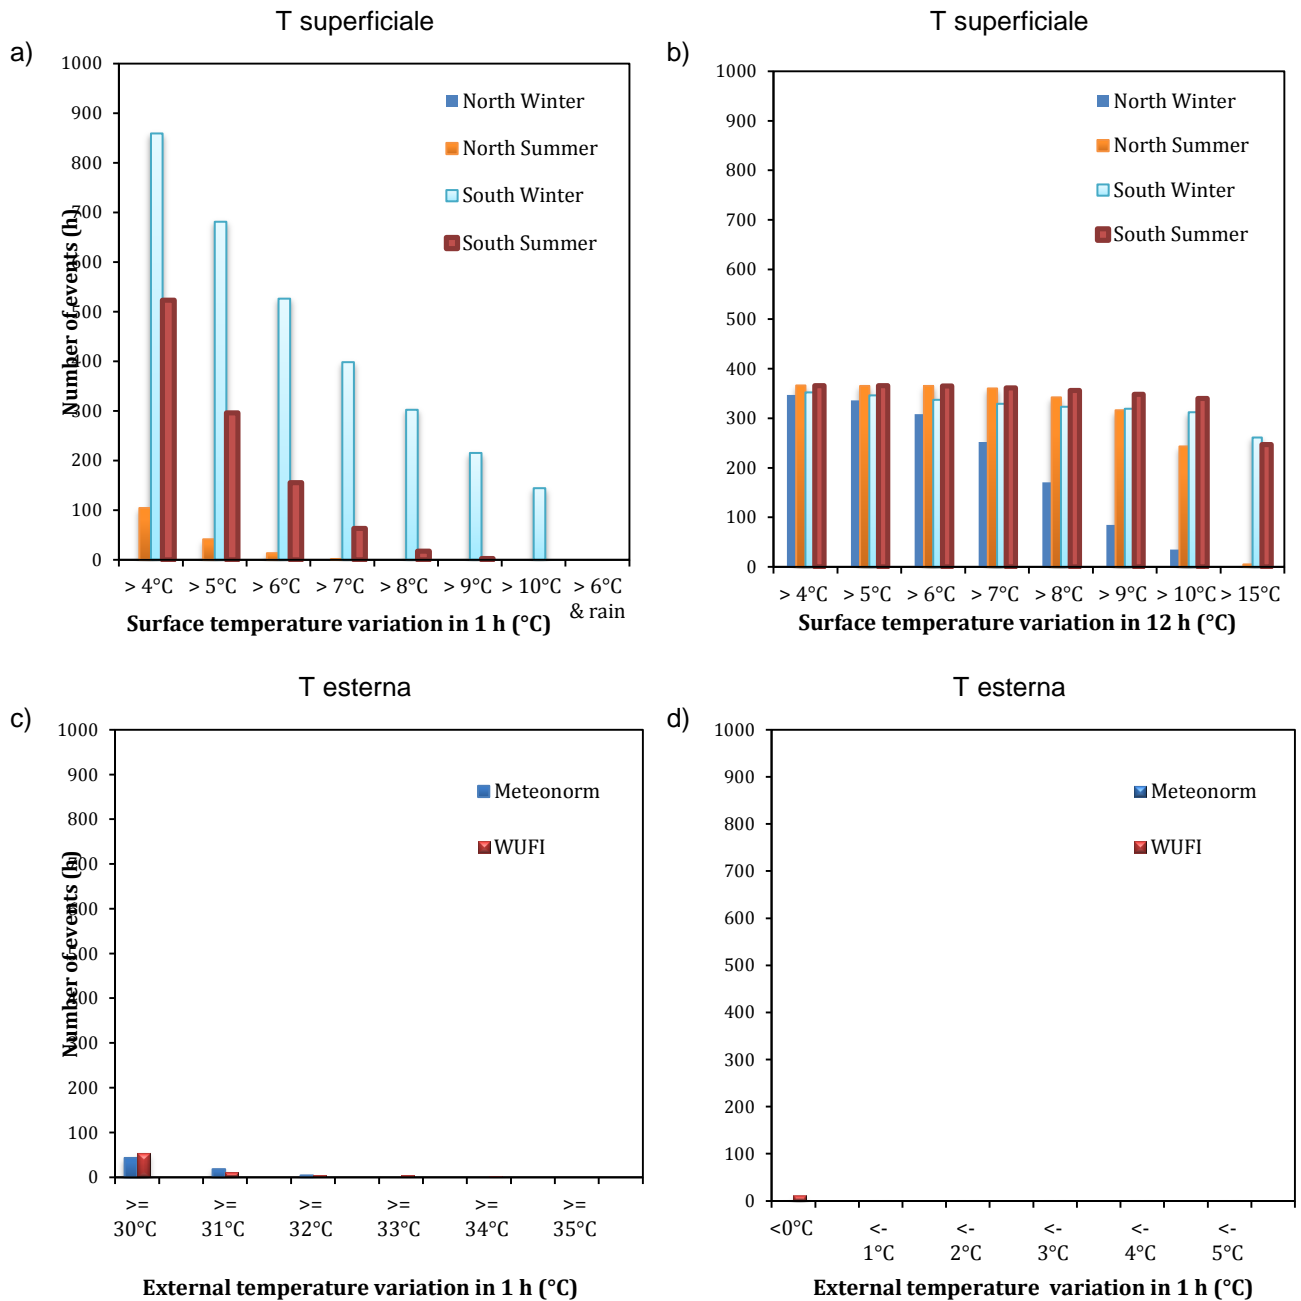 T superficiale
a)
1000
900
800
700
600
500
400
300
200
100
0
Number of events (h)
North Winter
North Summer
South Winter
South Summer
> 4°C > 5°C > 6°C > 7°C > 8°C > 9°C > 10°C > 6°C
& rain
Surface temperature variation in 1 h (°C)
T superficiale
b)
1000
900
800
700
600
500
400
300
200
100
0
North Winter
North Summer
South Winter
South Summer
> 4°C > 5°C > 6°C > 7°C > 8°C > 9°C > 10°C > 15°C
Surface temperature variation in 12 h (°C)
T esterna
c)
1000
900
800
700
600
500
400
300
200
100
0
Number of events (h)
Meteonorm
WUFI
>= >= >= >= >= >=
30°C 31°C 32°C 33°C 34°C 35°C
External temperature variation in 1 h (°C)
T esterna
d)
1000
900
800
700
600
500
400
300
200
100
0
Meteonorm
WUFI
<0°C <- <- <- <- <-
1°C 2°C 3°C 4°C 5°C
External temperature variation in 1 h (°C)